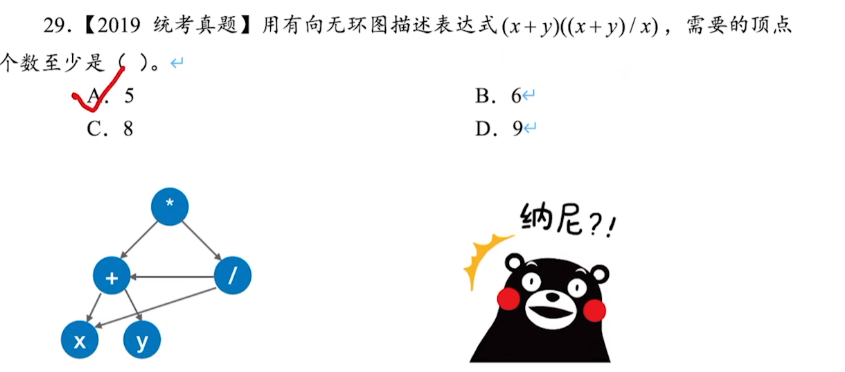 29.【2019 统考真题】用有向无环图描述表达式(x+y)((x+y)/x)，需要的顶点
个数至少是（ ）。↵
A. 5
B. 6↵
C. 8
D. 9↵
*
+
/
x
y
纳尼?!